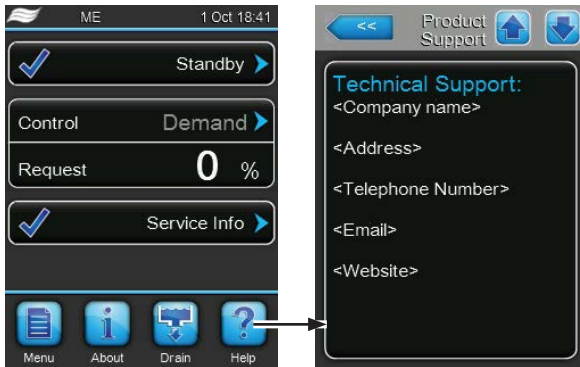 ME 1 Oct 18:41
Standby
Control Demand
Request 0 %
Service Info
Menu About Drain Help
<< Product Support
Technical Support:
<Company name>
<Address>
<Telephone Number>
<Email>
<Website>